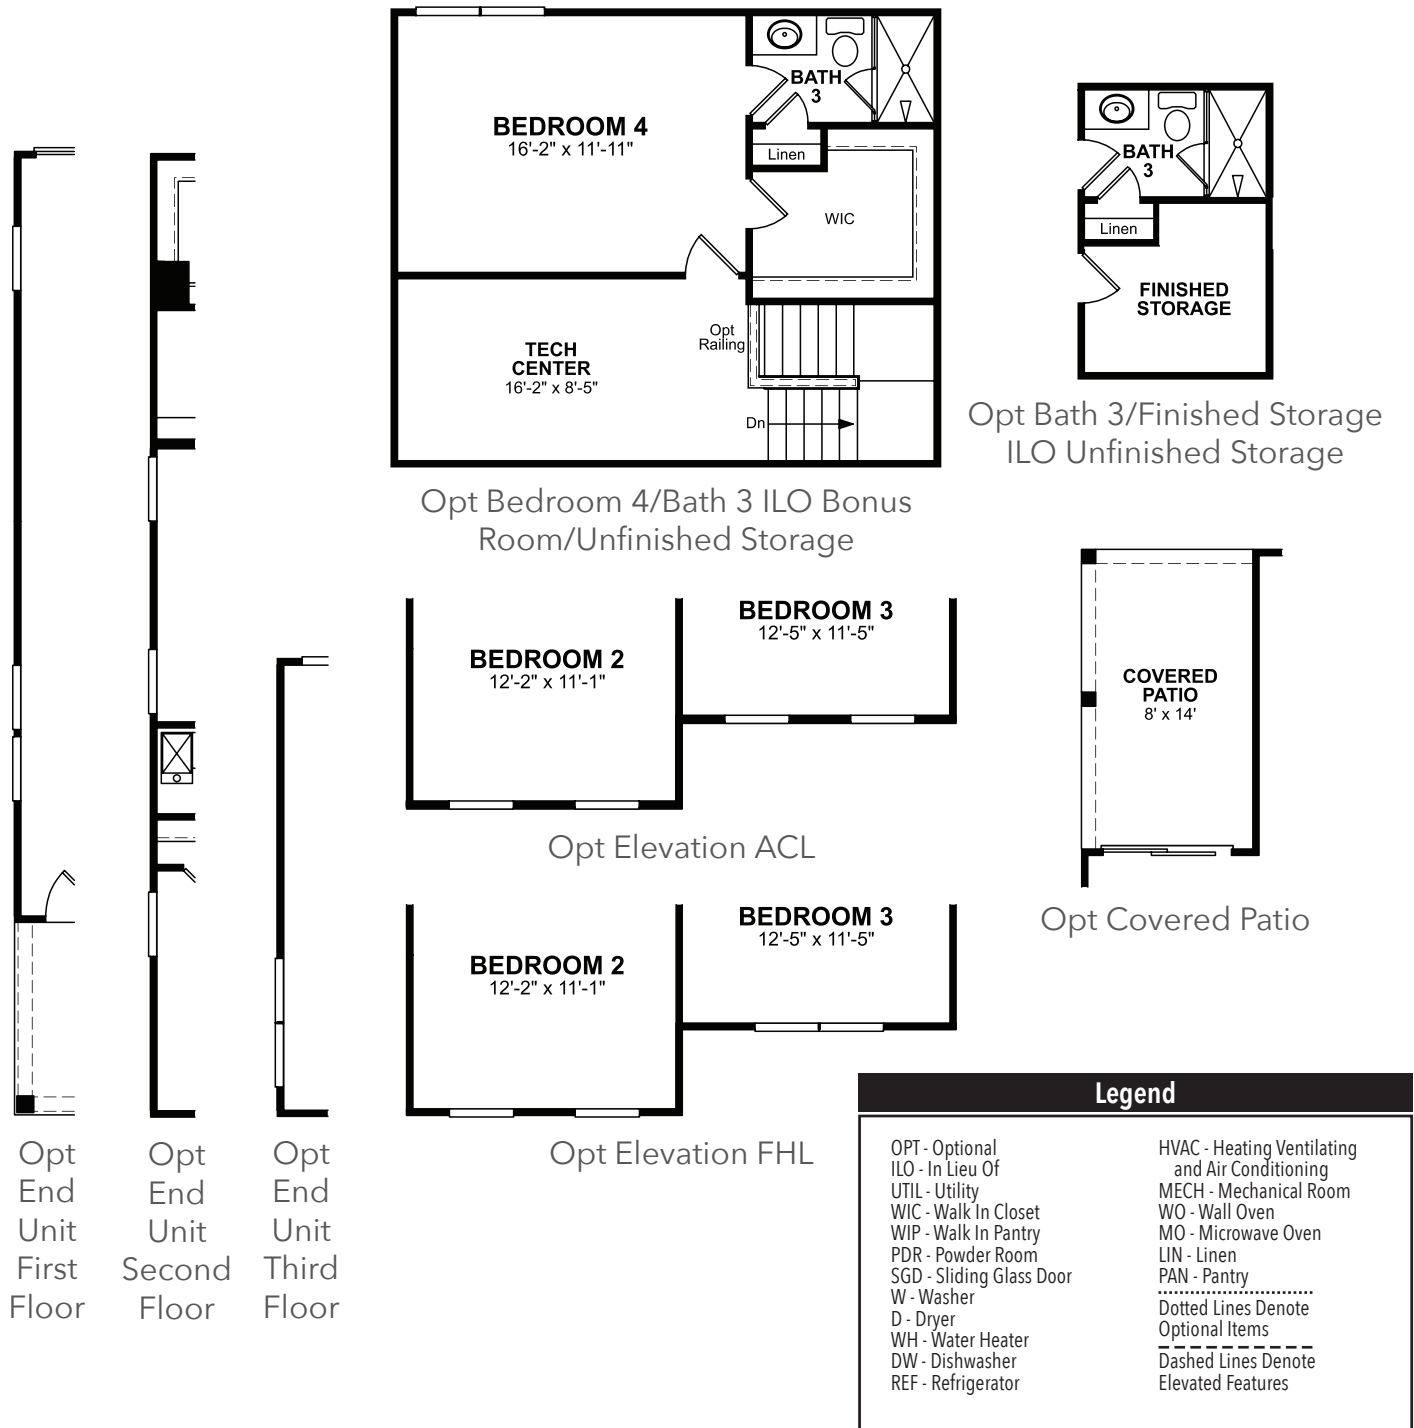 BEDROOM 4
16'-2" x 11'-11"
BATH
3
Linen
WIC
TECH
CENTER
16'-2" x 8'-5"
Opt
Railing
Dn
Opt Bedroom 4/Bath 3 ILO Bonus
Room/Unfinished Storage
BATH
3
Linen
FINISHED
STORAGE
Opt Bath 3/Finished Storage
ILO Unfinished Storage
BEDROOM 2
12'-2" x 11'-1"
BEDROOM 3
12'-5" x 11'-5"
Opt Elevation ACL
COVERED
PATIO
8' x 14'
Opt Covered Patio
BEDROOM 2
12'-2" x 11'-1"
BEDROOM 3
12'-5" x 11'-5"
Opt Elevation FHL
Opt
End
Unit
First
Floor
Opt
End
Unit
Second
Floor
Opt
End
Unit
Third
Floor
Legend
OPT - Optional
ILO - In Lieu Of
UTIL - Utility
WIC - Walk In Closet
WIP - Walk In Pantry
PDR - Powder Room
SGD - Sliding Glass Door
W - Washer
D - Dryer
WH - Water Heater
DW - Dishwasher
REF - Refrigerator
HVAC - Heating Ventilating
and Air Conditioning
MECH - Mechanical Room
WO - Wall Oven
MO - Microwave Oven
LIN - Linen
PAN - Pantry
Dotted Lines Denote
Optional Items
Dashed Lines Denote
Elevated Features